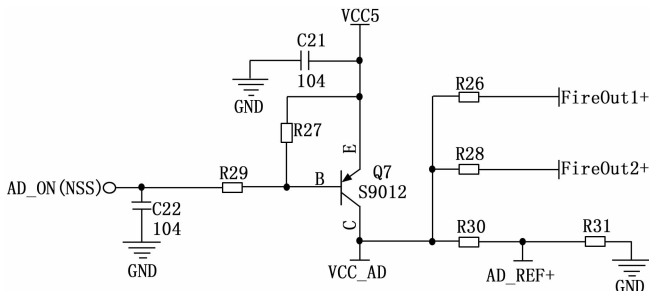 VCC5
C21
104
GND
R27
E
R26
FireOut1+
R28
FireOut2+
AD_ON(NSS)
R29
B
Q7
S9012
C22
104
GND
C
VCC_AD
R30
R31
AD_REF+
GND